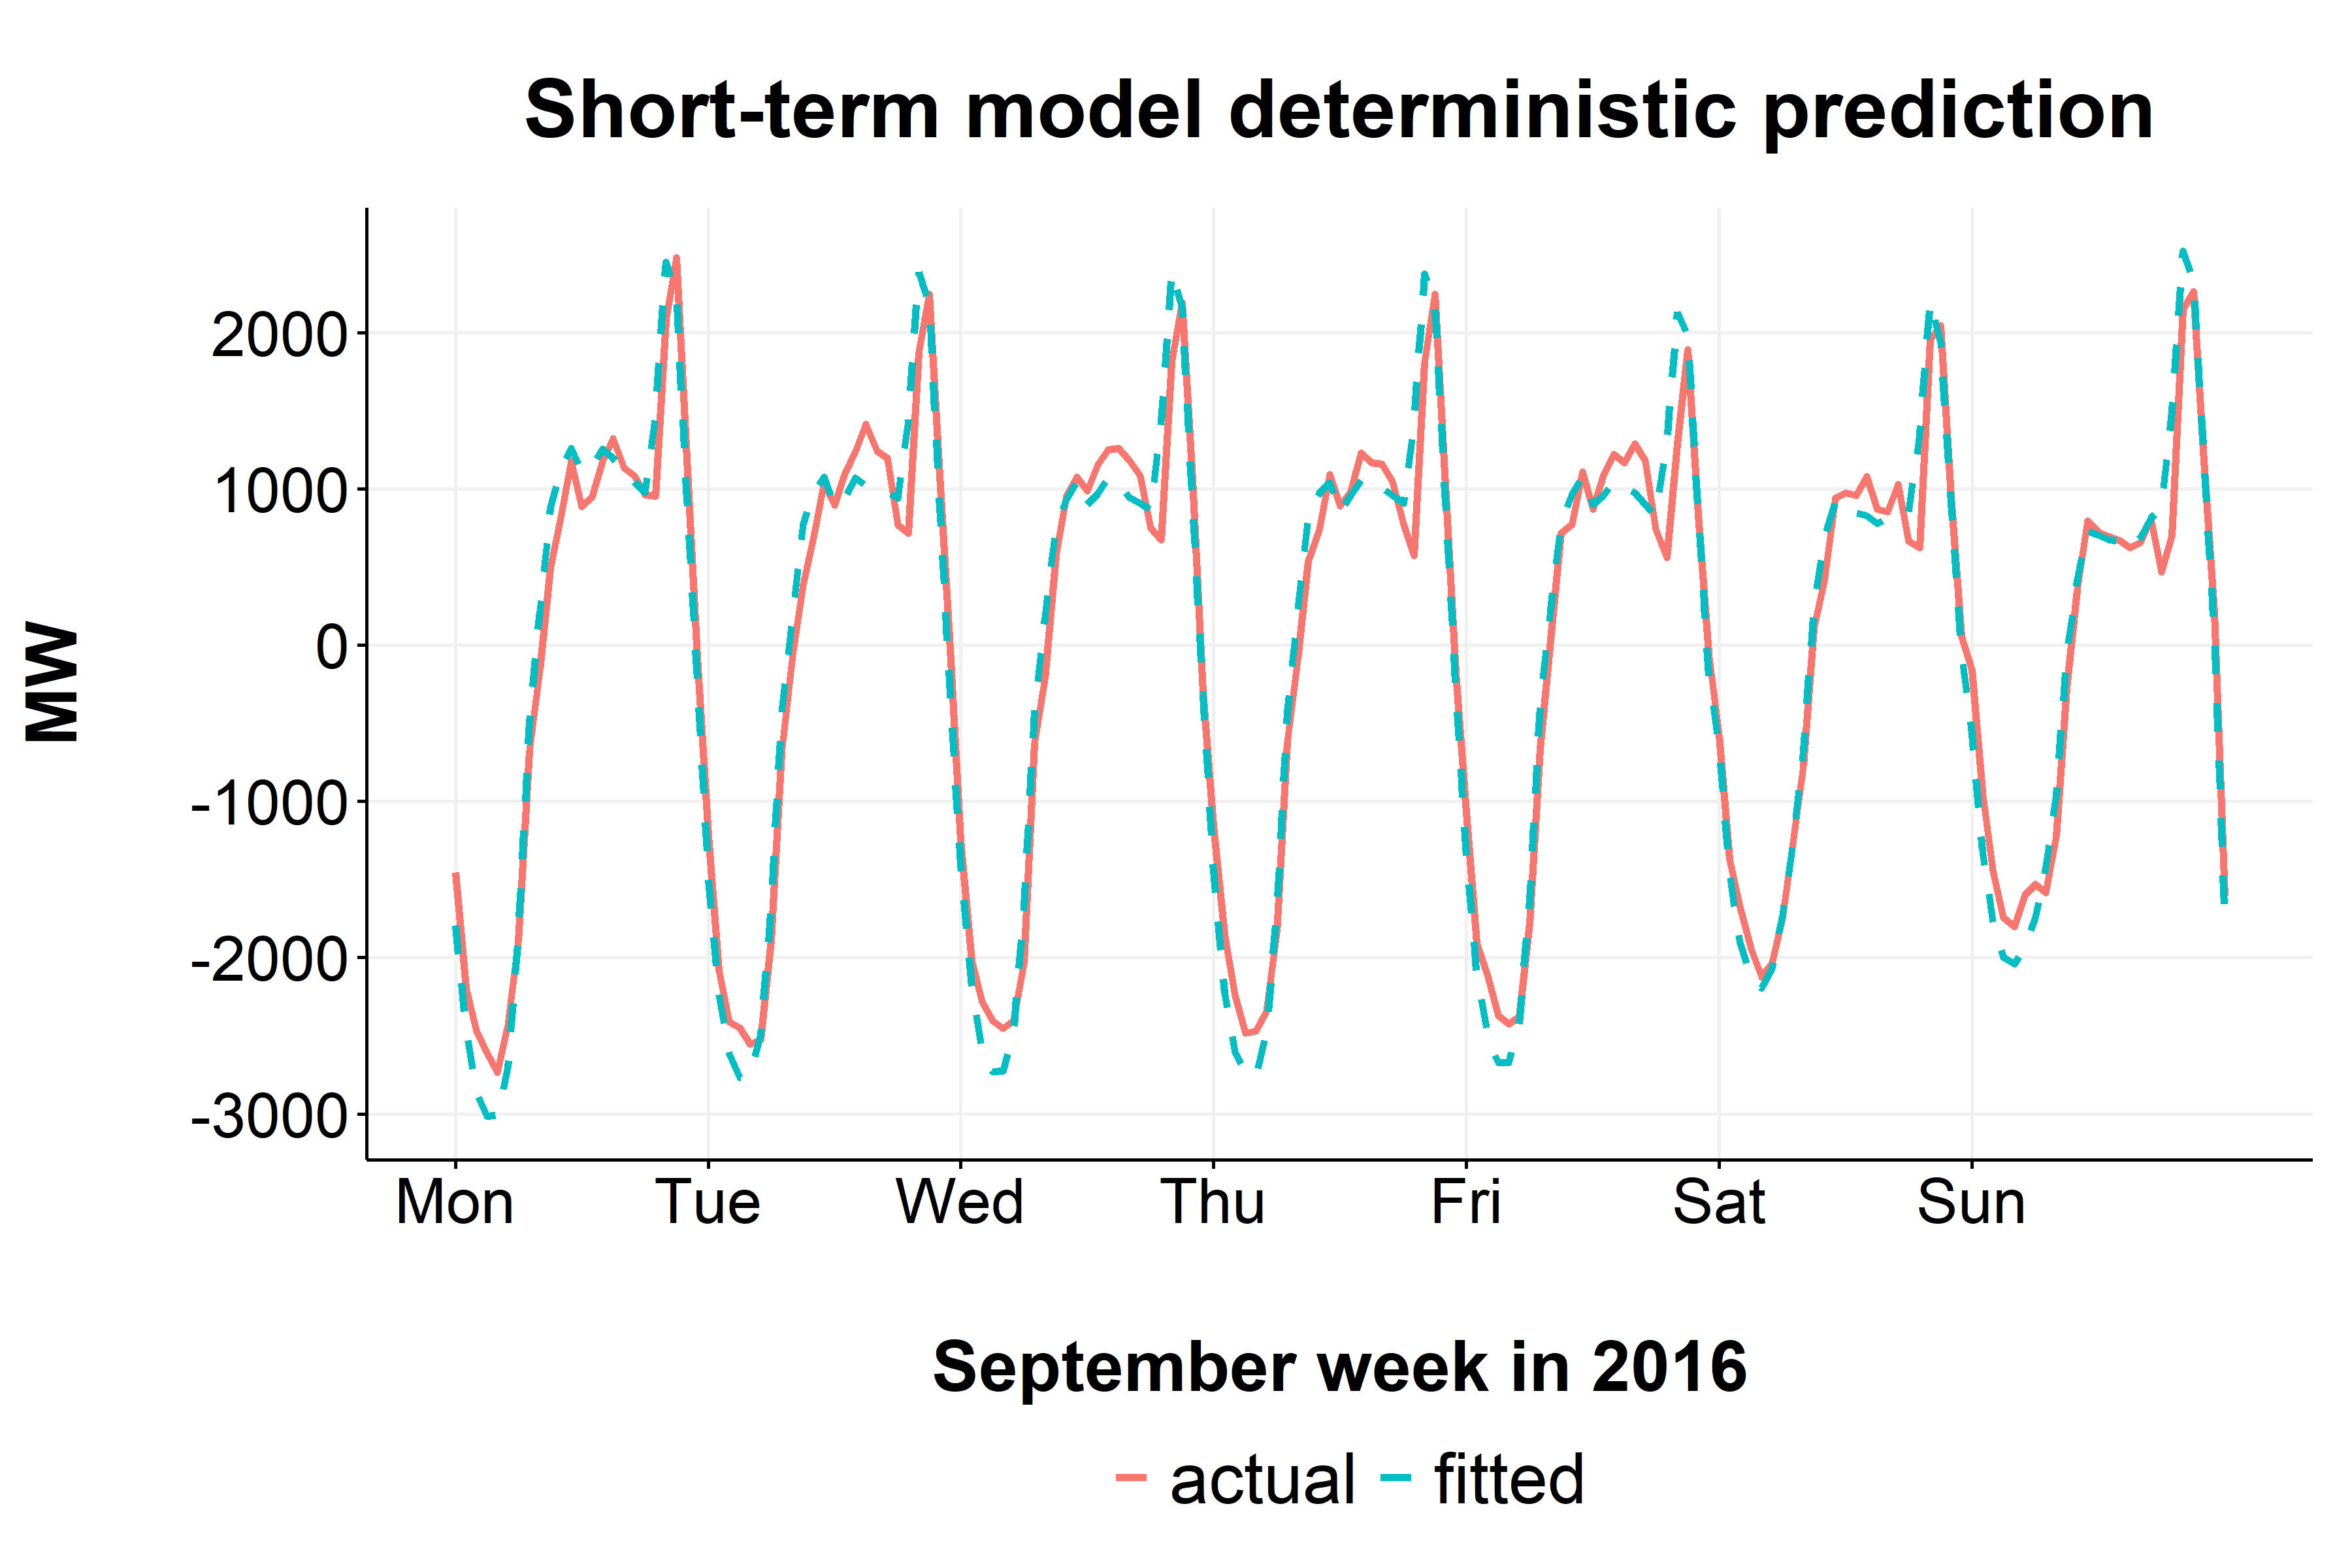 Short-term model deterministic prediction
MW
2000
1000
0
-1000
-2000
-3000
Mon Tue Wed Thu Fri Sat Sun
September week in 2016
actual fitted